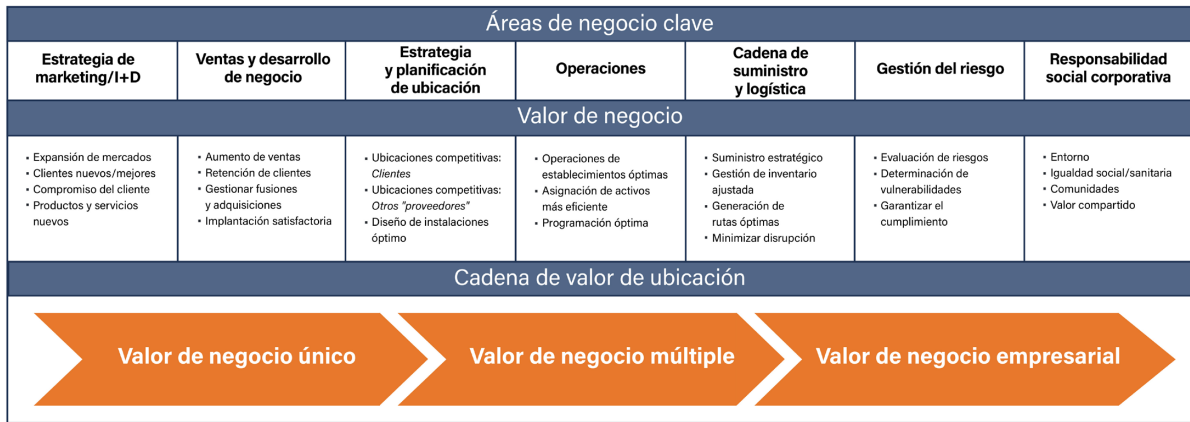 Áreas de negocio clave
Estrategia de
marketing/I+D
Ventas y desarrollo
de negocio
Estrategia
y planificación
de ubicación
Operaciones
Cadena de
suministro
y logística
Gestión del riesgo
Responsabilidad
social corporativa
Valor de negocio
▪ Expansión de mercados
▪ Clientes nuevos/mejores
▪ Compromiso del cliente
▪ Productos y servicios
nuevos
▪ Aumento de ventas
▪ Retención de clientes
▪ Gestionar fusiones
y adquisiciones
▪ Implantación satisfactoria
▪ Ubicaciones competitivas:
Clientes
▪ Ubicaciones competitivas:
Otros "proveedores"
▪ Diseño de instalaciones
óptimo
▪ Operaciones de
establecimientos óptimas
▪ Asignación de activos
más eficiente
▪ Programación óptima
▪ Suministro estratégico
▪ Gestión de inventario
ajustada
▪ Generación de
rutas óptimas
▪ Minimizar disrupción
▪ Evaluación de riesgos
▪ Determinación de
vulnerabilidades
▪ Garantizar el
cumplimiento
▪ Entorno
▪ Igualdad social/sanitaria
▪ Comunidades
▪ Valor compartido
Cadena de valor de ubicación
Valor de negocio único
Valor de negocio múltiple
Valor de negocio empresarial